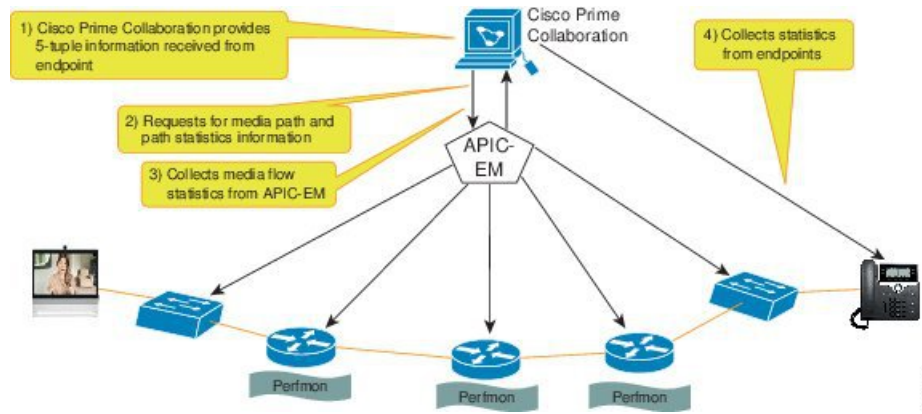 1) Cisco Prime Collaboration provides
5-tuple information received from
endpoint
Cisco Prime
Collaboration
4) Collects statistics
from endpoints
2) Requests for media path and
path statistics information
APIC-
EM
3) Collects media flow
statistics from APIC-EM
Perfmon
Perfmon
Perfmon